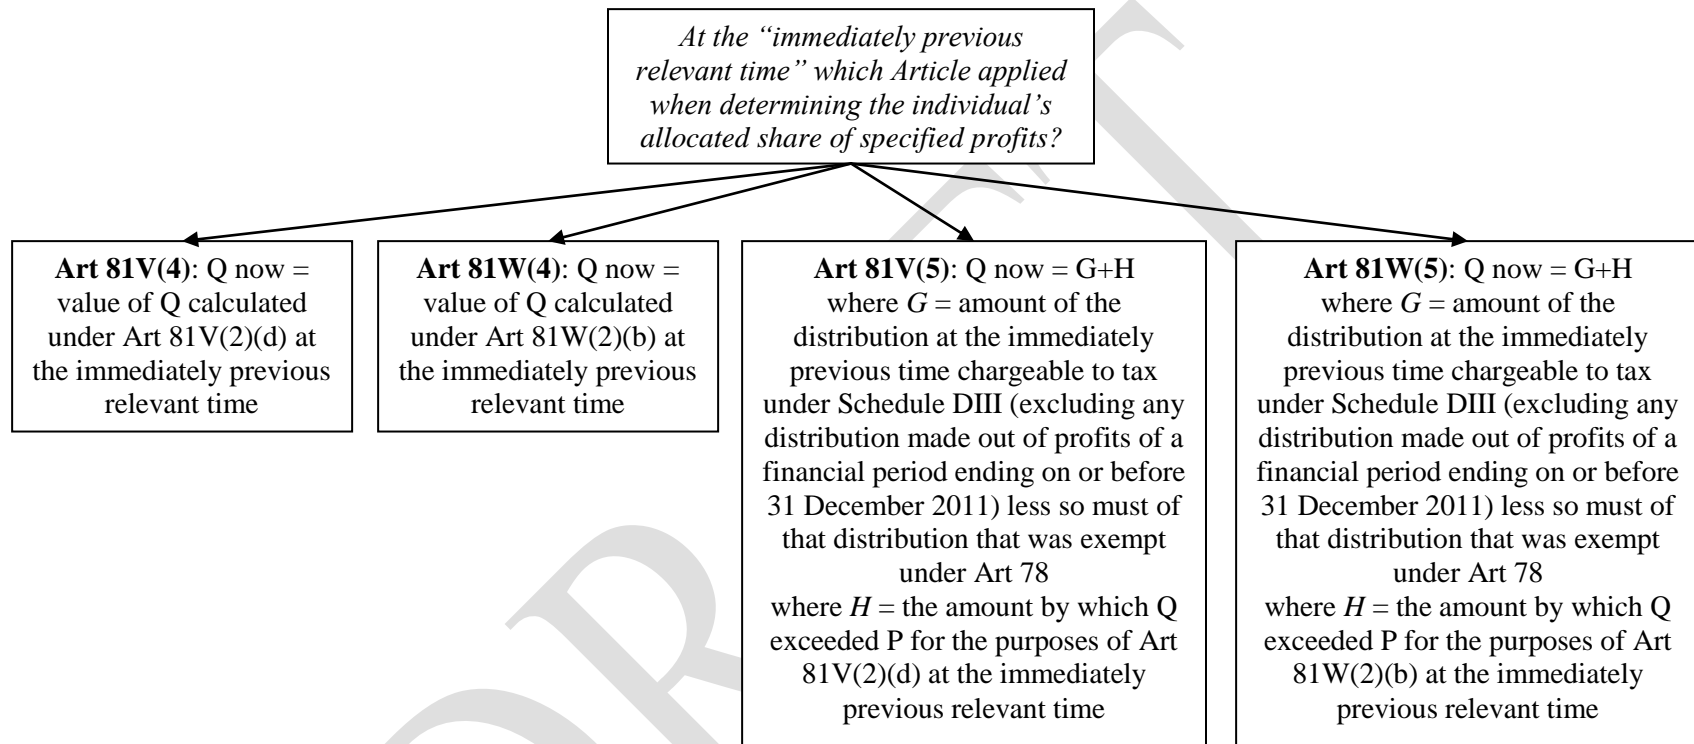 At the “immediately previous
relevant time” which Article applied
when determining the individual’s
allocated share of specified profits?
Art 81V(4): Q now =
value of Q calculated
under Art 81V(2)(d) at
the immediately previous
relevant time
Art 81W(4): Q now =
value of Q calculated
under Art 81W(2)(b) at
the immediately previous
relevant time
Art 81V(5): Q now = G+H
where G = amount of the
distribution at the immediately
previous time chargeable to tax
under Schedule DIII (excluding any
distribution made out of profits of a
financial period ending on or before
31 December 2011) less so must of
that distribution that was exempt
under Art 78
where H = the amount by which Q
exceeded P for the purposes of Art
81V(2)(d) at the immediately
previous relevant time
Art 81W(5): Q now = G+H
where G = amount of the
distribution at the immediately
previous time chargeable to tax
under Schedule DIII (excluding any
distribution made out of profits of a
financial period ending on or before
31 December 2011) less so must of
that distribution that was exempt
under Art 78
where H = the amount by which Q
exceeded P for the purposes of Art
81W(2)(b) at the immediately
previous relevant time